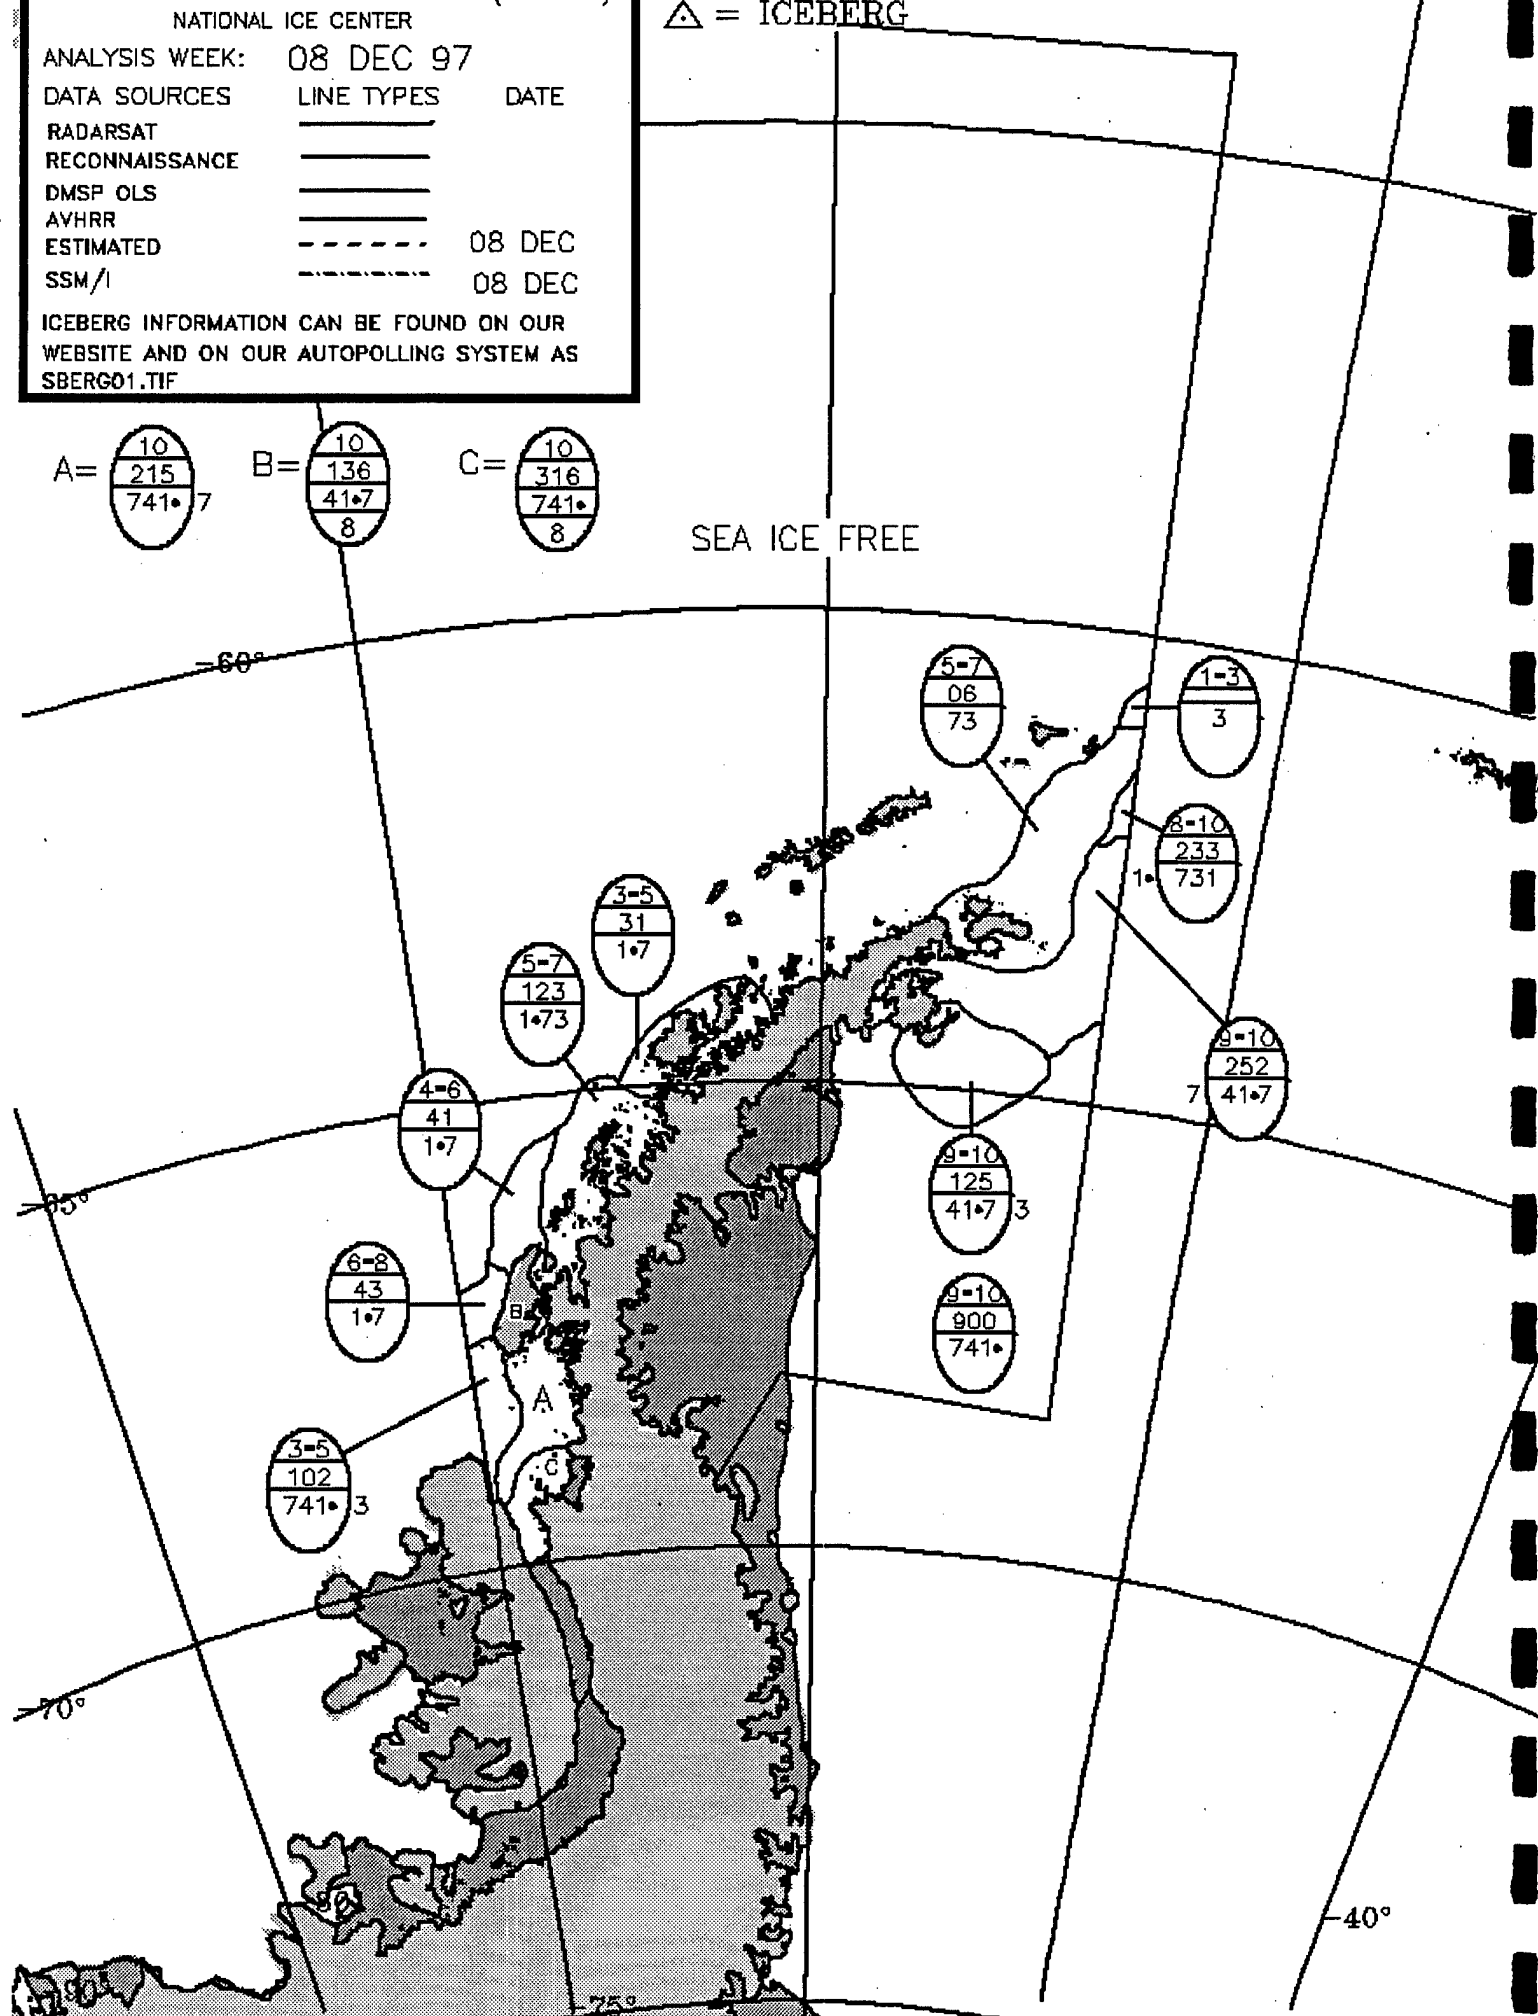 △ = ICEBERG
NATIONAL ICE CENTER
ANALYSIS WEEK: 08 DEC 97
DATA SOURCES LINE TYPES DATE
RADARSAT
RECONNAISSANCE
DMSP OLS
AVHRR
ESTIMATED 08 DEC
SSM/I 08 DEC
ICEBERG INFORMATION CAN BE FOUND ON OUR
WEBSITE AND ON OUR AUTOPOLLING SYSTEM AS
SBERG01.TIF
A=
10
215
741• 7
B=
10
136
41•7
8
C=
10
316
741•
8
SEA ICE FREE
-60°
5-7
06
73
1-3
3
8-10
233
1• 731
3-5
31
1•7
5-7
123
1•73
9-10
252
7 41•7
4-6
41
1•7
9-10
125
41•7 3
-65°
6-8
43
1•7
B
9-10
900
741•
A
3-5
102
741• 3
C
-70°
-40°
-75°